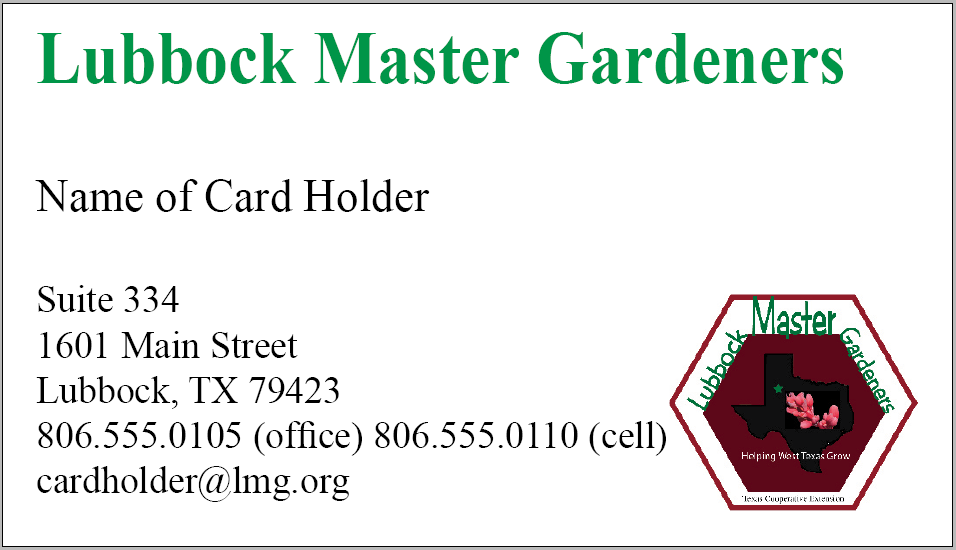 Lubbock Master Gardeners
Name of Card Holder
Suite 334
1601 Main Street
Lubbock, TX 79423
806.555.0105 (office) 806.555.0110 (cell)
cardholder@lmg.org
Lubbock Master Gardeners
Helping West Texas Grow
Texas Cooperative Extension